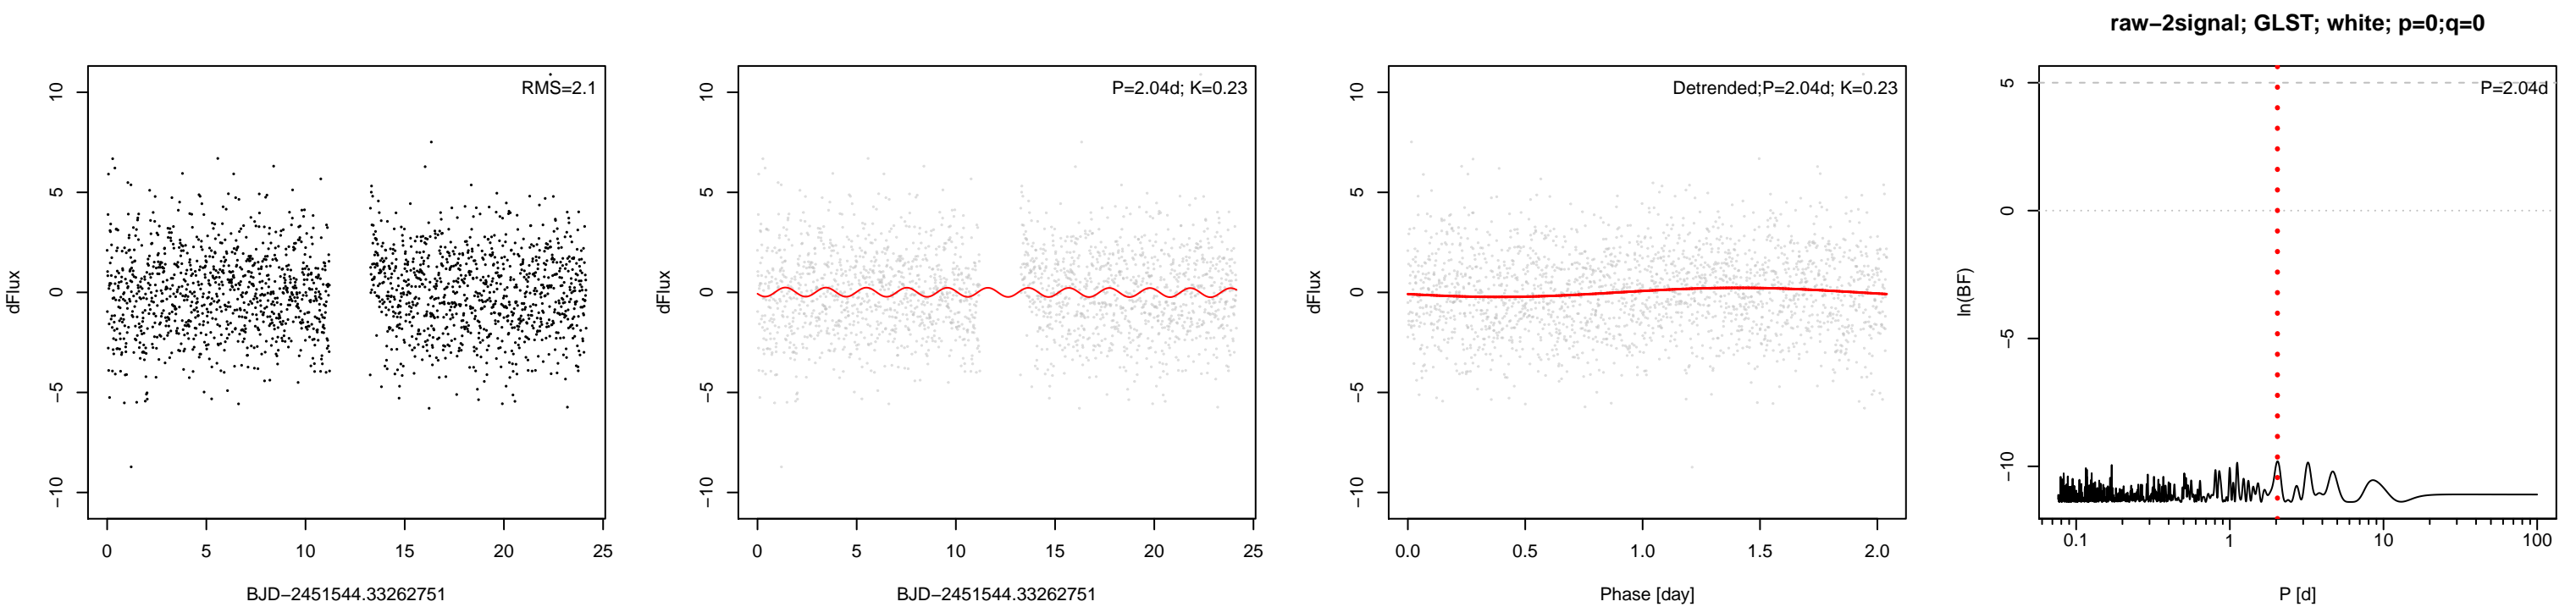 raw−2signal; GLST; white; p=0;q=0
RMS=2.1
dFlux
10
5
0
−5
−10
0 5 10 15 20 25
BJD−2451544.33262751
P=2.04d; K=0.23
dFlux
10
5
0
−5
−10
0 5 10 15 20 25
BJD−2451544.33262751
Detrended;P=2.04d; K=0.23
dFlux
10
5
0
−5
−10
0.0 0.5 1.0 1.5 2.0
Phase [day]
P=2.04d
ln(BF)
5
0
−5
−10
0.1 1 10 100
P [d]